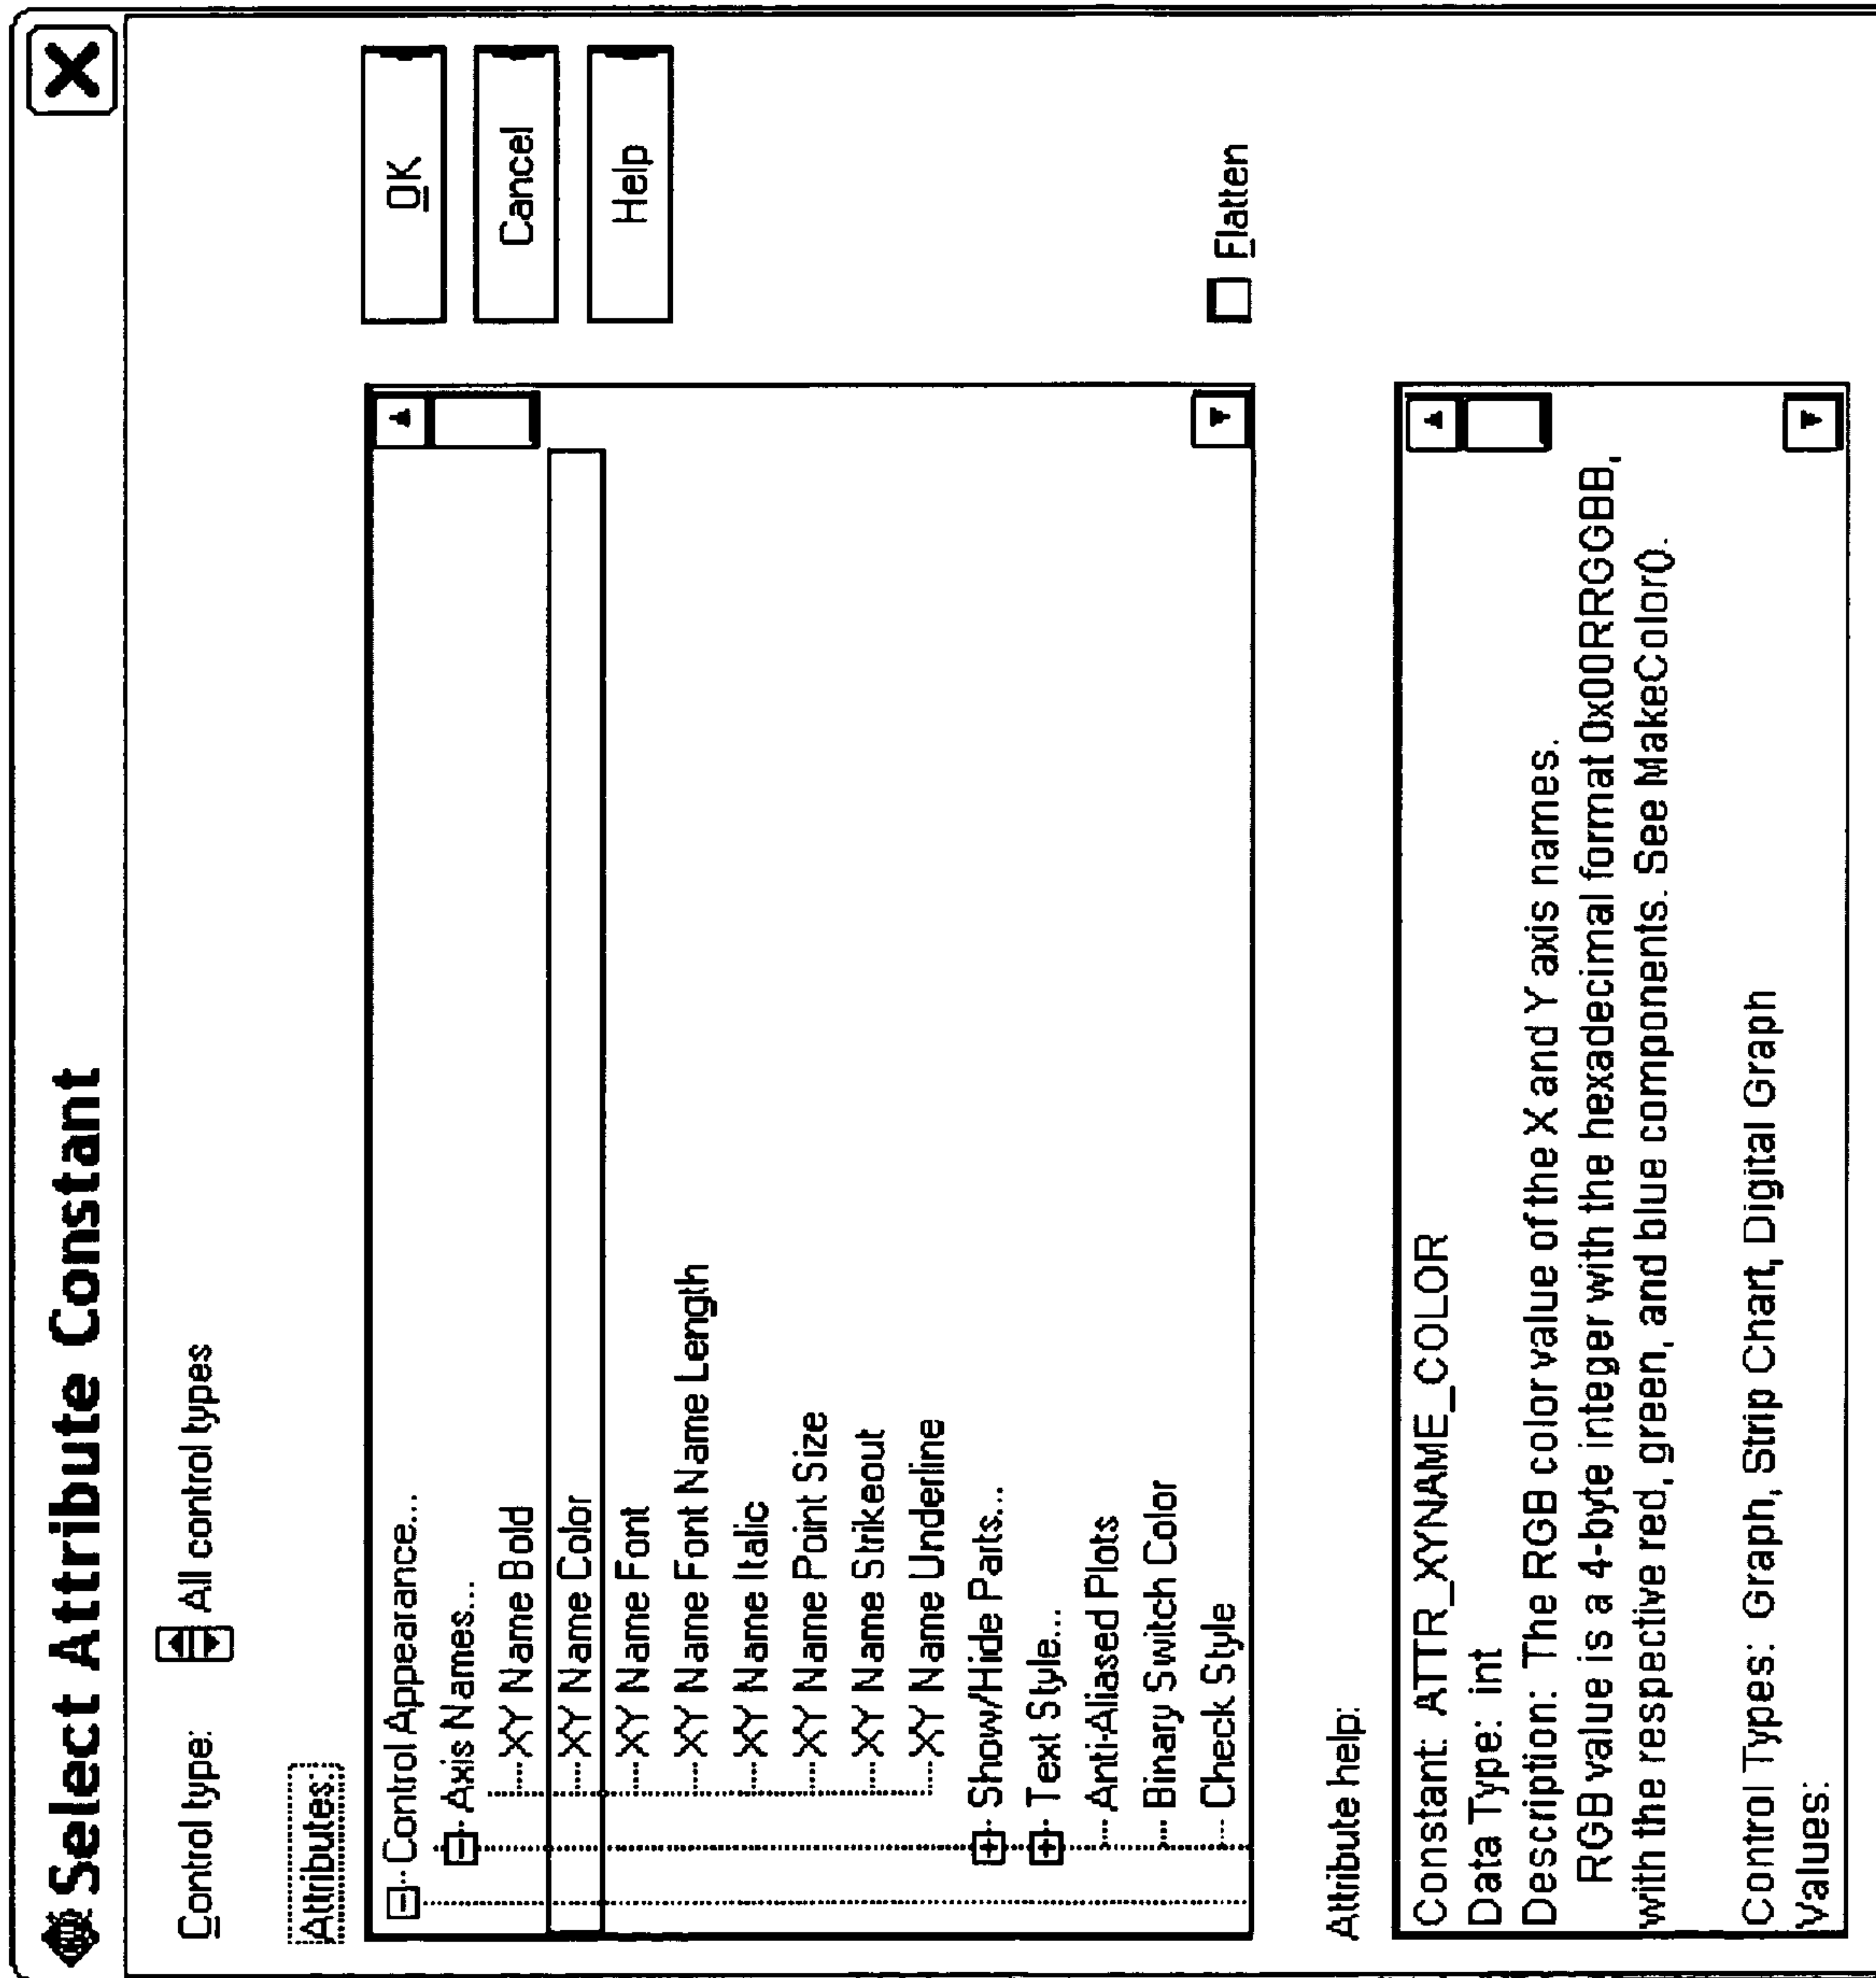 Select Attribute Constant
Control type: All control types
Attributes:
Control Appearance...
Axis Names...
XY Name Bold
XY Name Color
XY Name Font
XY Name Font Name Length
XY Name Italic
XY Name Point Size
XY Name Strikeout
XY Name Underline
Show/Hide Parts...
Text Style...
Anti-Aliased Plots
Binary Switch Color
Check Style
OK
Cancel
Help
Flatten
Attribute help:
Constant: ATTR_XYNAME_COLOR
Data Type: int
Description: The RGB color value of the X and Y axis names.
RGB value is a 4-byte integer with the hexadecimal format 0x00RRGGBB,
with the respective red, green, and blue components. See MakeColor().
Control Types: Graph, Strip Chart, Digital Graph
Values: